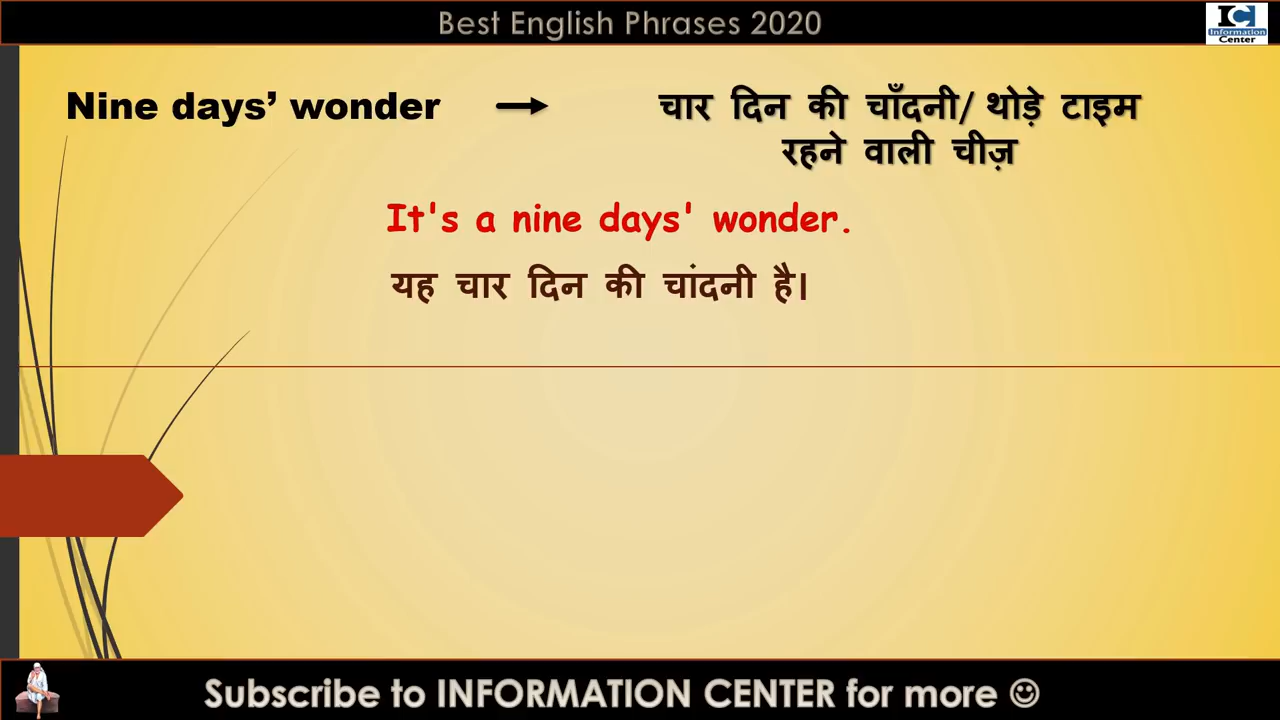 Best English Phrases 2020
IC
Information
Center
Nine days’ wonder → चार दिन की चाँदनी/ थोड़े टाइम
रहने वाली चीज़
It's a nine days' wonder.
यह चार दिन की चांदनी है।
Subscribe to INFORMATION CENTER for more ☺